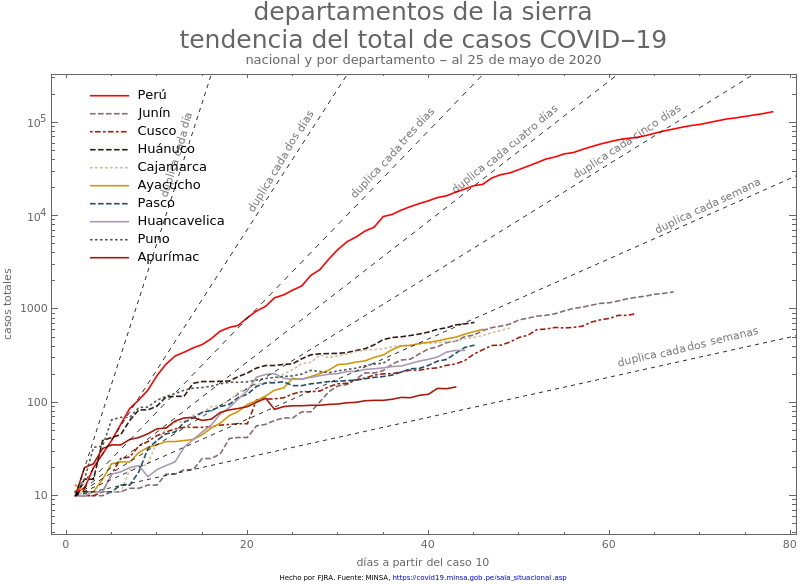 departamentos de la sierra
tendencia del total de casos COVID−19
nacional y por departamento − al 25 de mayo de 2020
Perú
Junín
Cusco
Huánuco
Cajamarca
Ayacucho
Pasco
Huancavelica
Puno
Apurímac
duplica cada día
duplica cada dos días
duplica cada tres días
duplica cada cuatro días
duplica cada cinco días
duplica cada semana
duplica cada dos semanas
casos totales
10^5
10^4
1000
100
10
0 20 40 60 80
días a partir del caso 10
Hecho por FJRA. Fuente: MINSA, https://covid19.minsa.gob.pe/sala_situacional.asp